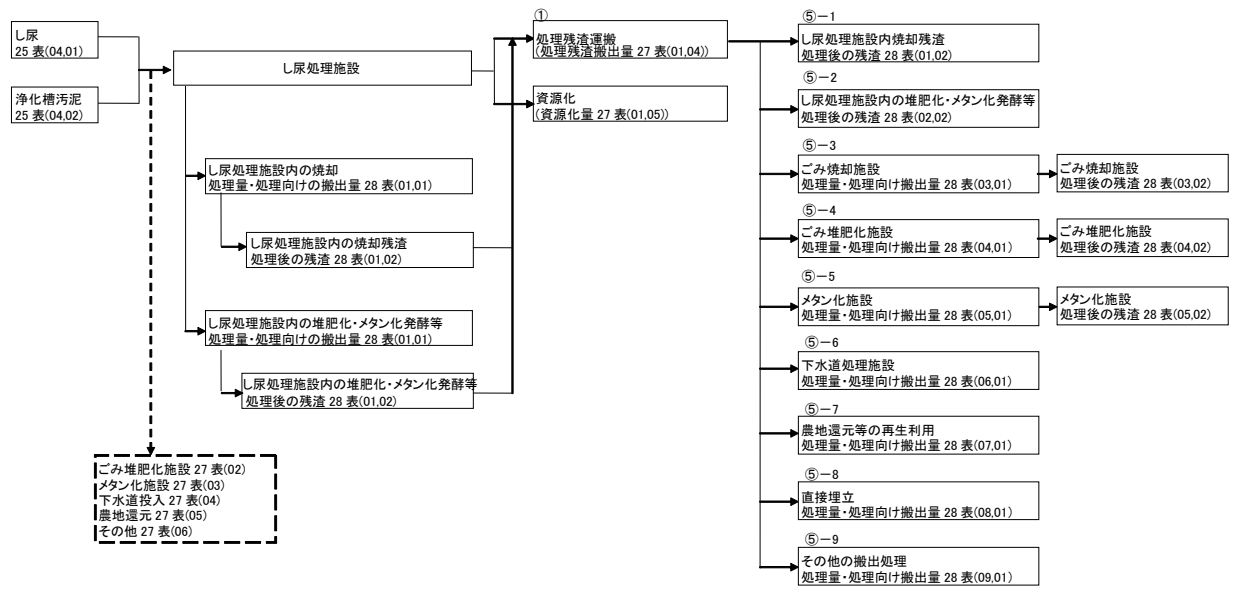 し尿
25 表(04,01)
浄化槽汚泥
25 表(04,02)
し尿処理施設
し尿処理施設内の焼却
処理量・処理向けの搬出量 28 表(01,01)
し尿処理施設内の焼却残渣
処理後の残渣 28 表(01,02)
し尿処理施設内の堆肥化・メタン化発酵等
処理量・処理向けの搬出量 28 表(01,01)
し尿処理施設内の堆肥化・メタン化発酵等
処理後の残渣 28 表(01,02)
ごみ堆肥化施設 27 表(02)
メタン化施設 27 表(03)
下水道投入 27 表(04)
農地還元 27 表(05)
その他 27 表(06)
①
処理残渣運搬
(処理残渣搬出量 27 表(01,04))
資源化
(資源化量 27 表(01,05))
⑤－1
し尿処理施設内焼却残渣
処理後の残渣 28 表(01,02)
⑤－2
し尿処理施設内の堆肥化・メタン化発酵等
処理後の残渣 28 表(02,02)
⑤－3
ごみ焼却施設
処理量・処理向け搬出量 28 表(03,01)
ごみ焼却施設
処理後の残渣 28 表(03,02)
⑤－4
ごみ堆肥化施設
処理量・処理向け搬出量 28 表(04,01)
ごみ堆肥化施設
処理後の残渣 28 表(04,02)
⑤－5
メタン化施設
処理量・処理向け搬出量 28 表(05,01)
メタン化施設
処理後の残渣 28 表(05,02)
⑤－6
下水道処理施設
処理量・処理向け搬出量 28 表(06,01)
⑤－7
農地還元等の再生利用
処理量・処理向け搬出量 28 表(07,01)
⑤－8
直接埋立
処理量・処理向け搬出量 28 表(08,01)
⑤－9
その他の搬出処理
処理量・処理向け搬出量 28 表(09,01)